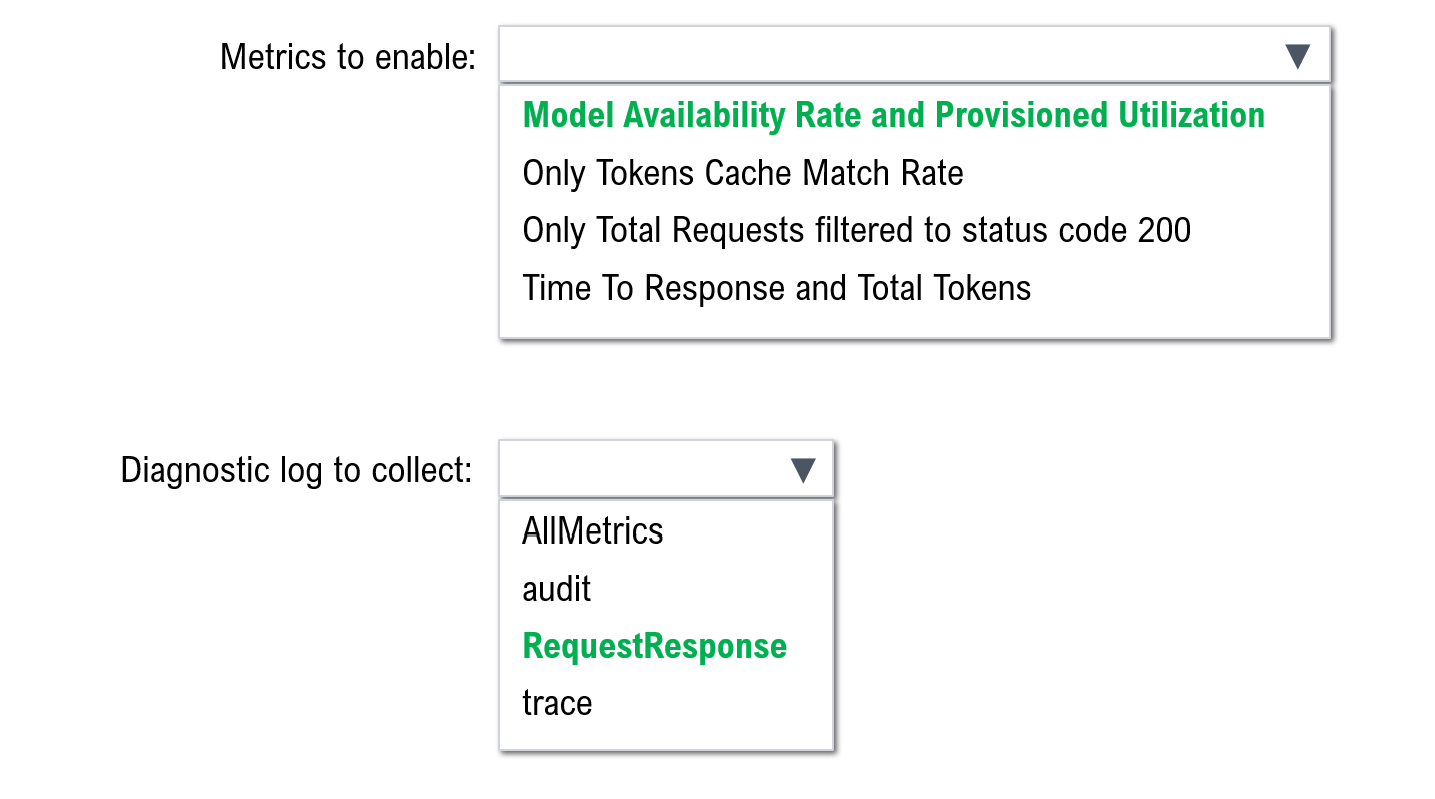 Metrics to enable:
Model Availability Rate and Provisioned Utilization
Only Tokens Cache Match Rate
Only Total Requests filtered to status code 200
Time To Response and Total Tokens
Diagnostic log to collect:
AllMetrics
audit
RequestResponse
trace